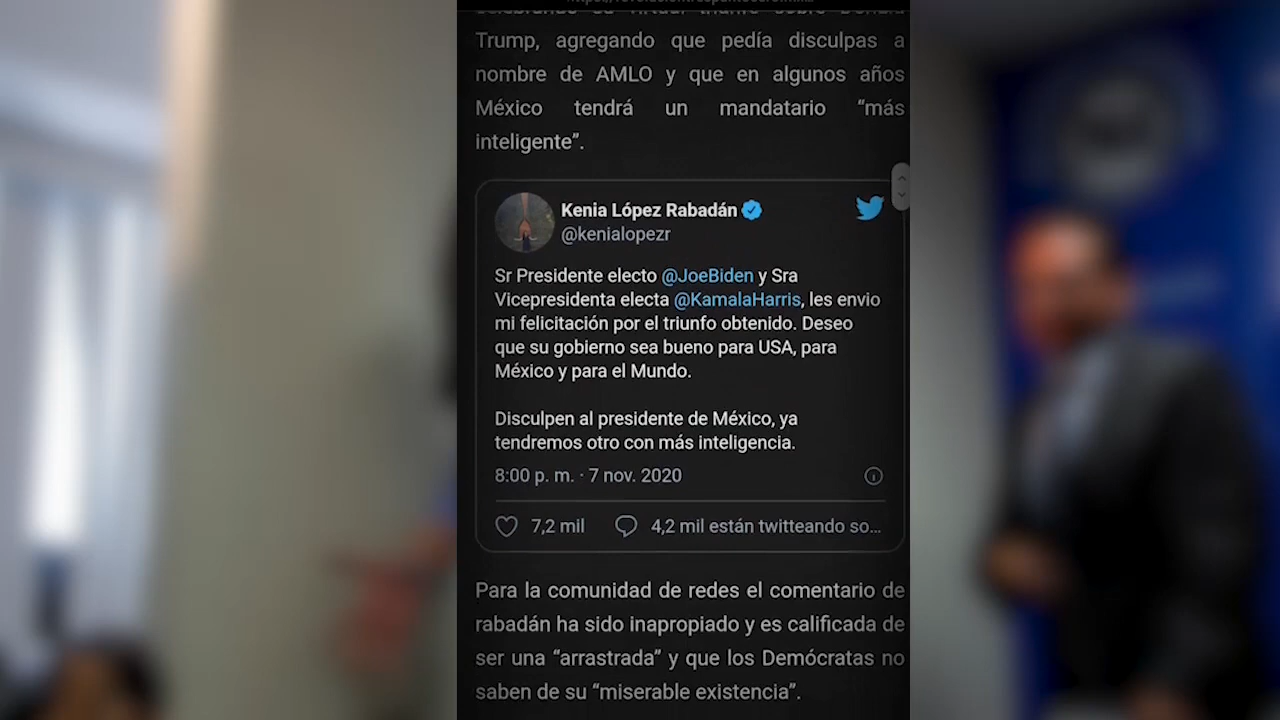 Trump, agregando que pedía disculpas a
nombre de AMLO y que en algunos años
México tendrá un mandatario “más
inteligente”.
Kenia López Rabadán
@kenialopezr
Sr Presidente electo @JoeBiden y Sra
Vicepresidenta electa @KamalaHarris, les envio
mi felicitación por el triunfo obtenido. Deseo
que su gobierno sea bueno para USA, para
México y para el Mundo.
Disculpen al presidente de México, ya
tendremos otro con más inteligencia.
8:00 p. m. · 7 nov. 2020
7,2 mil
4,2 mil están twitteando so...
Para la comunidad de redes el comentario de
rabadán ha sido inapropiado y es calificada de
ser una “arrastrada” y que los Demócratas no
saben de su “miserable existencia”.